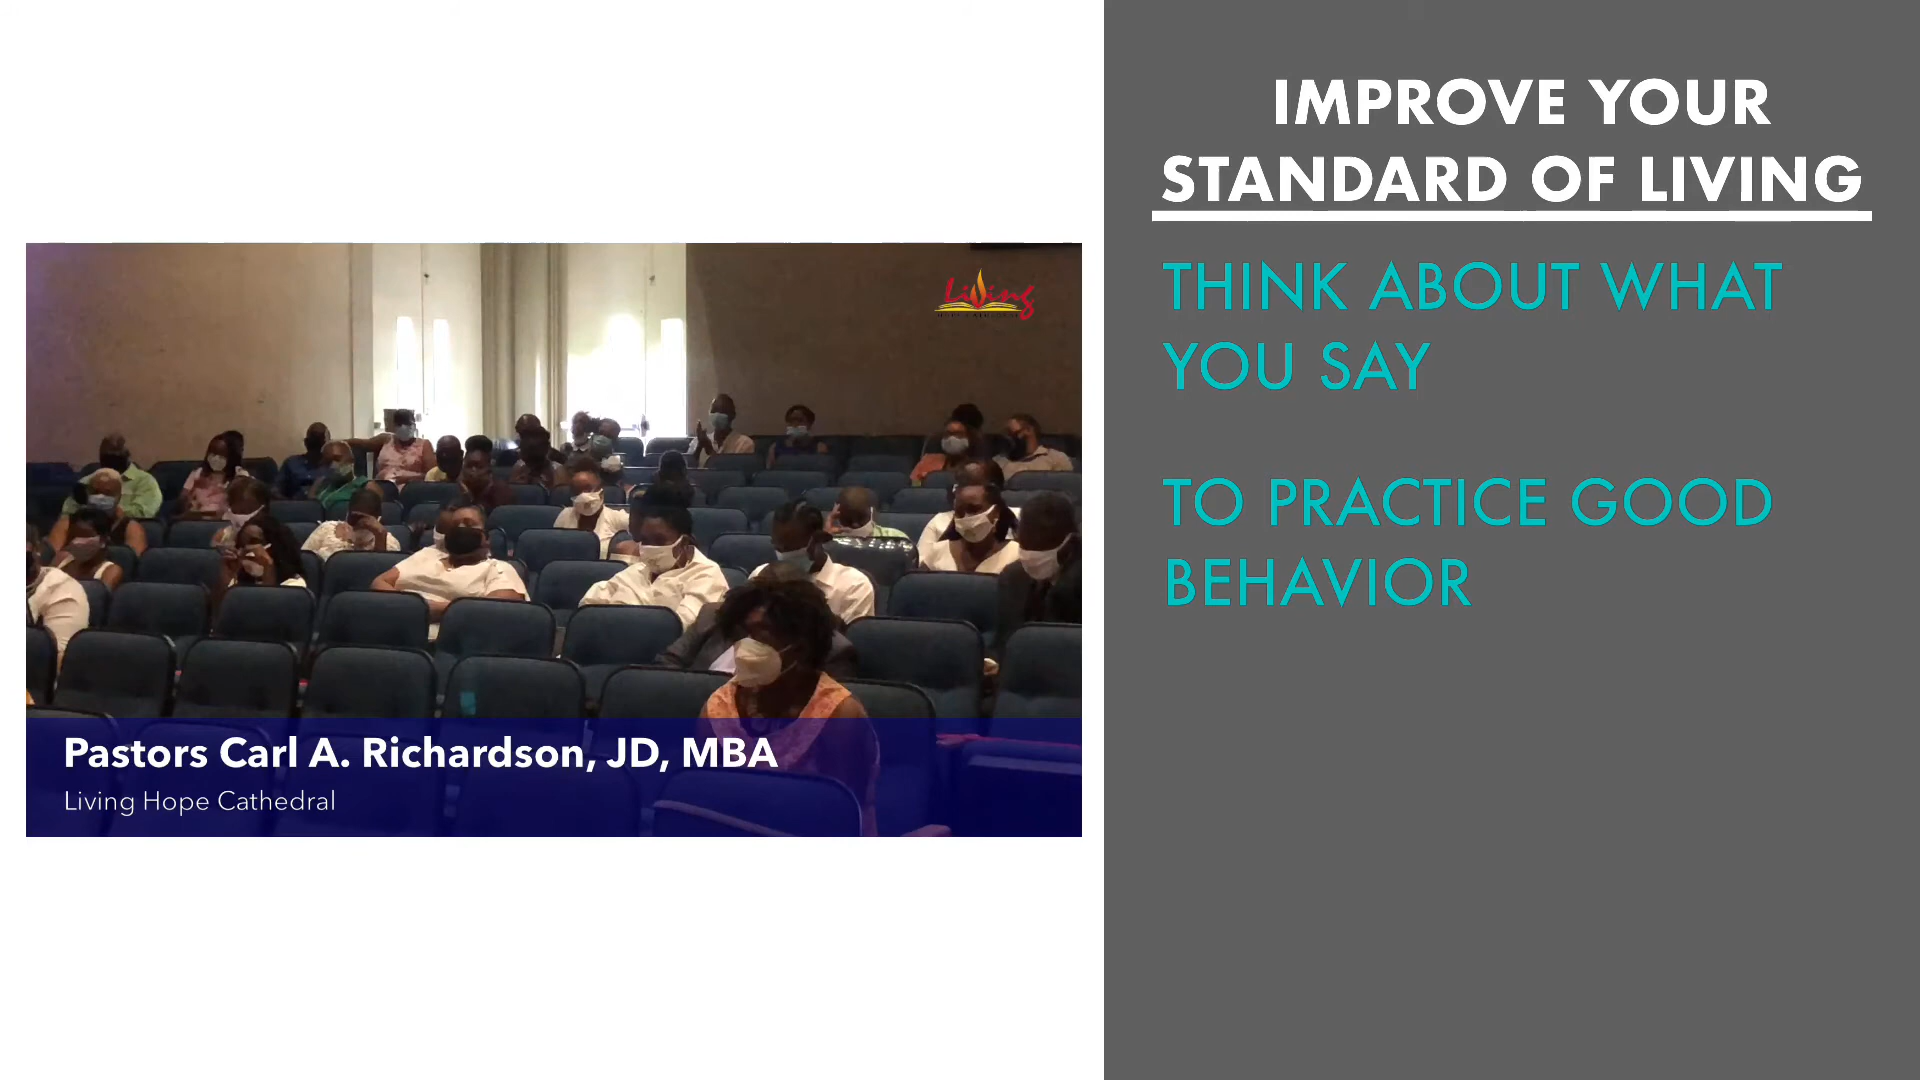 Living
Pastors Carl A. Richardson, JD, MBA
Living Hope Cathedral
IMPROVE YOUR
STANDARD OF LIVING
THINK ABOUT WHAT
YOU SAY
TO PRACTICE GOOD
BEHAVIOR